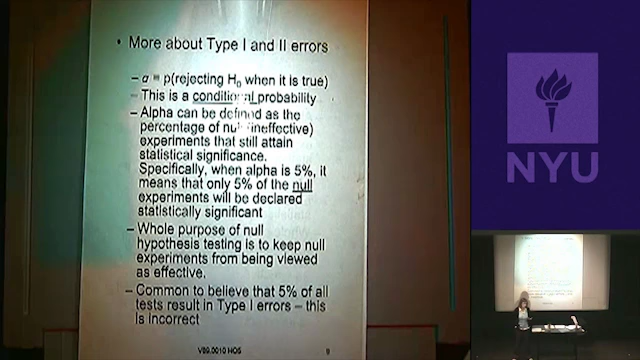 • More about Type I and II errors
– α = p(rejecting H₀ when it is true)
– This is a conditional probability
– Alpha can be defined as the
percentage of null (ineffective)
experiments that still attain
statistical significance.
Specifically, when alpha is 5%, it
means that only 5% of the null
experiments will be declared
statistically significant
– Whole purpose of null
hypothesis testing is to keep null
experiments from being viewed
as effective.
– Common to believe that 5% of all
tests result in Type I errors – this
is incorrect
V89.0010 HOS
9
NYU